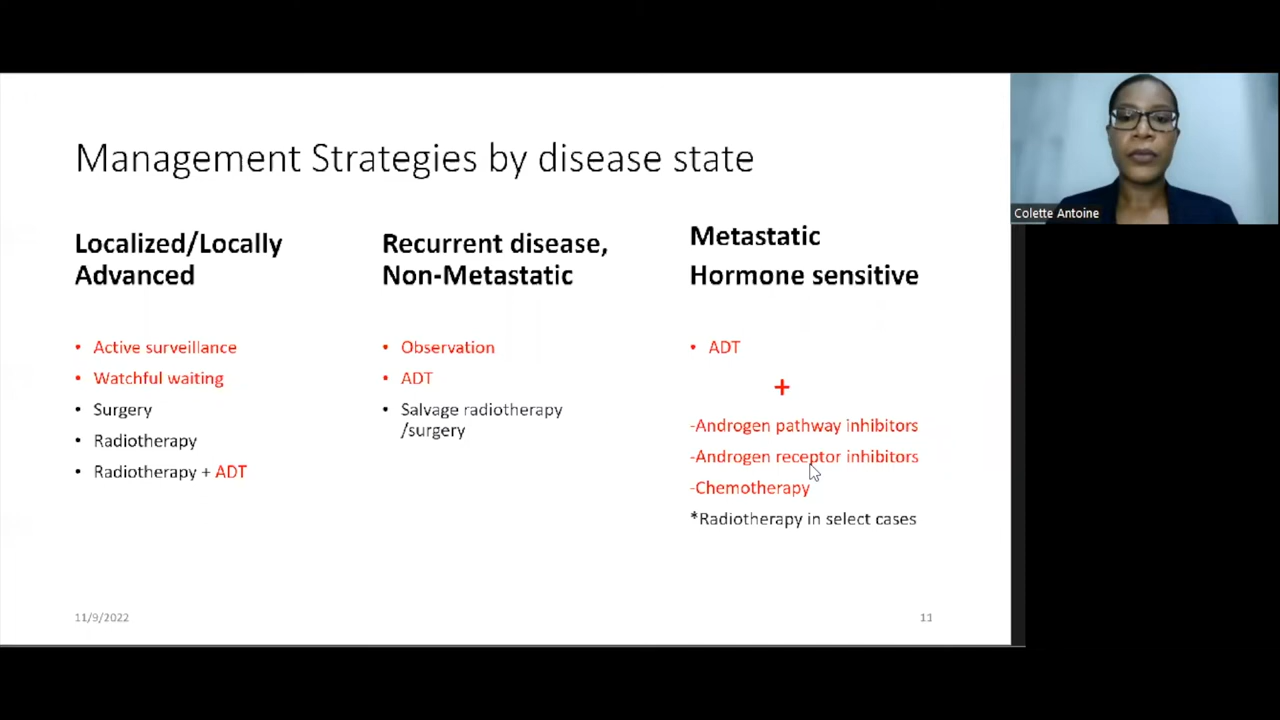 Management Strategies by disease state
Localized/Locally
Advanced
• Active surveillance
• Watchful waiting
• Surgery
• Radiotherapy
• Radiotherapy + ADT
Recurrent disease,
Non-Metastatic
• Observation
• ADT
• Salvage radiotherapy
/surgery
Metastatic
Hormone sensitive
• ADT
+
-Androgen pathway inhibitors
-Androgen receptor inhibitors
-Chemotherapy
*Radiotherapy in select cases
11/9/2022
11
Colette Antoine